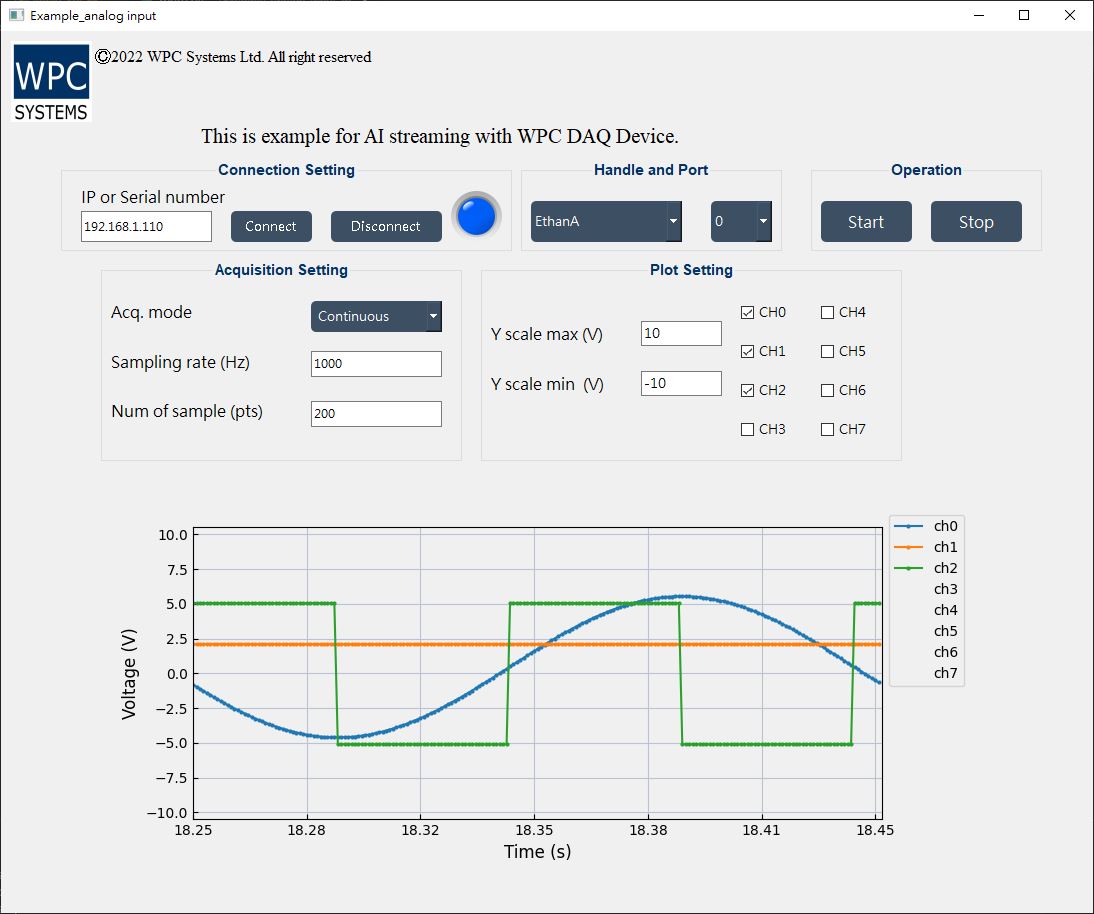 Example_analog input
WPC
SYSTEMS
©2022 WPC Systems Ltd. All right reserved
This is example for AI streaming with WPC DAQ Device.
Connection Setting
IP or Serial number
192.168.1.110
Connect
Disconnect
Handle and Port
EthanA
0
Operation
Start
Stop
Acquisition Setting
Acq. mode
Continuous
Sampling rate (Hz)
1000
Num of sample (pts)
200
Plot Setting
Y scale max (V)
10
Y scale min  (V)
-10
CH0
CH4
CH1
CH5
CH2
CH6
CH3
CH7
Voltage (V)
10.0
7.5
5.0
2.5
0.0
−2.5
−5.0
−7.5
−10.0
18.25 18.28 18.32 18.35 18.38 18.41 18.45
Time (s)
ch0
ch1
ch2
ch3
ch4
ch5
ch6
ch7